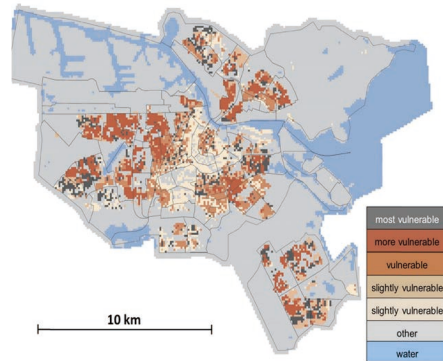 most vulnerable
more vulnerable
vulnerable
slightly vulnerable
slightly vulnerable
other
water
10 km